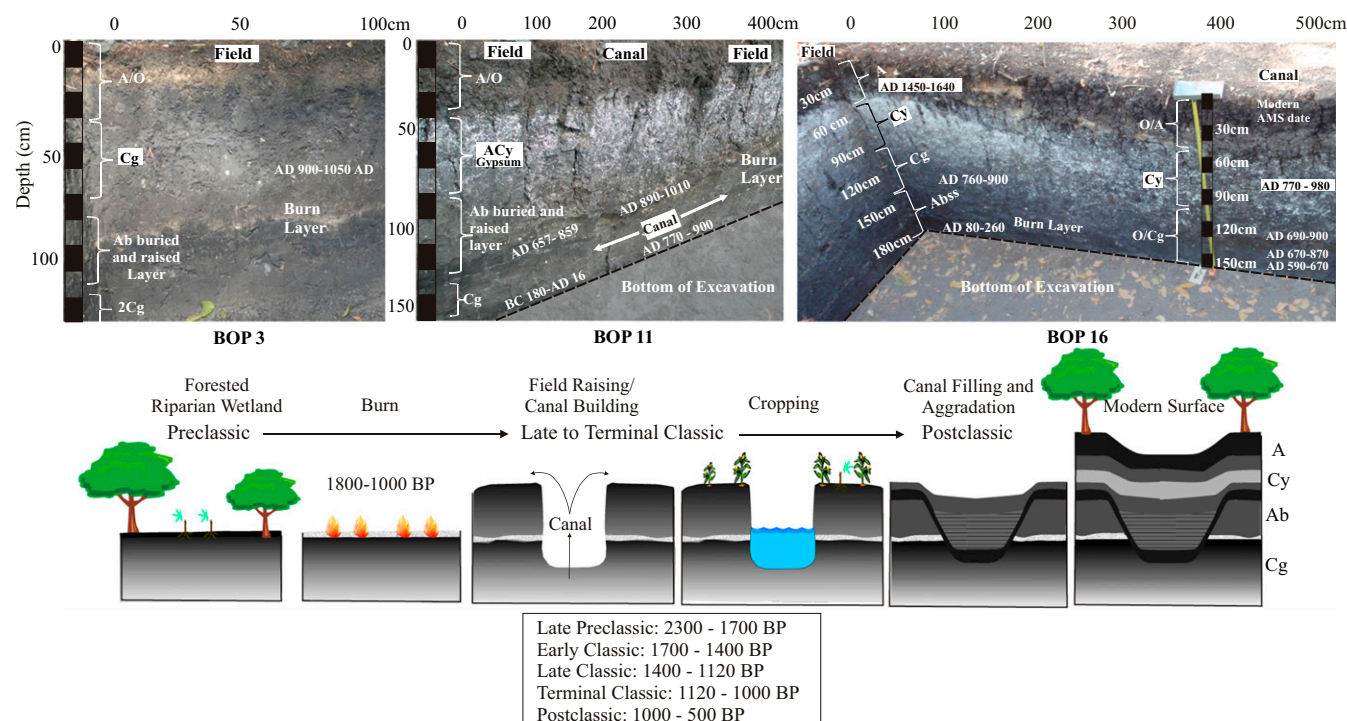 0 50 100cm
0 100 200 300 400cm
0 100 200 300 400 500cm
Depth (cm)
0
50
100
Field
A/O
Cg
AD 900-1050 AD
Burn
Layer
Ab buried
and raised
Layer
2Cg
BOP 3
0
50
100
150
Field Canal Field
A/O
ACy
Gypsum
Burn
Layer
Ab buried and
raised
layer
AD 890-1010
AD 657-859
Canal
AD 770 - 900
BC 180-AD 16
Cg
Bottom of Excavation
BOP 11
Field
A
AD 1450-1640
30cm
Cy
60 cm
90cm
Cg
120cm
Abss
150cm
180cm
AD 760-900
AD 80-260
Burn Layer
Bottom of Excavation
Canal
Modern
AMS date
O/A
30cm
60cm
Cy
90cm
AD 770 - 980
O/Cg
120cm
AD 690-900
AD 670-870
150cm
AD 590-670
BOP 16
Forested
Riparian Wetland
Preclassic
Burn
1800-1000 BP
Field Raising/
Canal Building
Late to Terminal Classic
Canal
Cropping
Canal Filling and
Aggradation
Postclassic
Modern Surface
A
Cy
Ab
Cg
Late Preclassic: 2300 - 1700 BP
Early Classic: 1700 - 1400 BP
Late Classic: 1400 - 1120 BP
Terminal Classic: 1120 - 1000 BP
Postclassic: 1000 - 500 BP